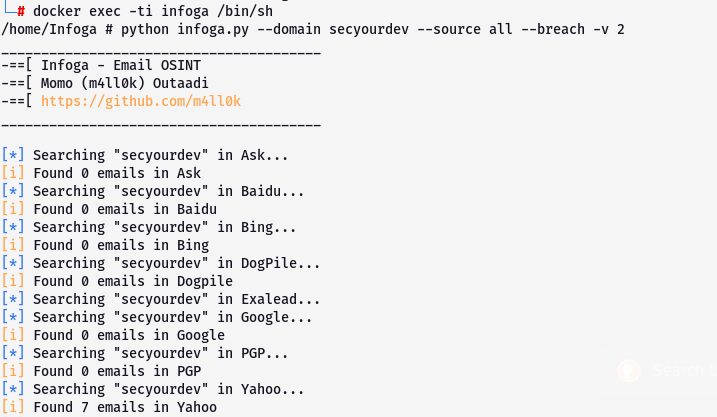 # docker exec -ti infoga /bin/sh
/home/Infoga # python infoga.py --domain secyourdev --source all --breach -v 2
________________________________________
-==[ Infoga - Email OSINT
-==[ Momo (m4ll0k) Outaadi
-==[ https://github.com/m4ll0k
________________________________________
[*] Searching "secyourdev" in Ask...
[i] Found 0 emails in Ask
[*] Searching "secyourdev" in Baidu...
[i] Found 0 emails in Baidu
[*] Searching "secyourdev" in Bing...
[i] Found 0 emails in Bing
[*] Searching "secyourdev" in DogPile...
[i] Found 0 emails in Dogpile
[*] Searching "secyourdev" in Exalead...
[*] Searching "secyourdev" in Google...
[i] Found 0 emails in Google
[*] Searching "secyourdev" in PGP...
[i] Found 0 emails in PGP
Search
[*] Searching "secyourdev" in Yahoo...
[i] Found 7 emails in Yahoo